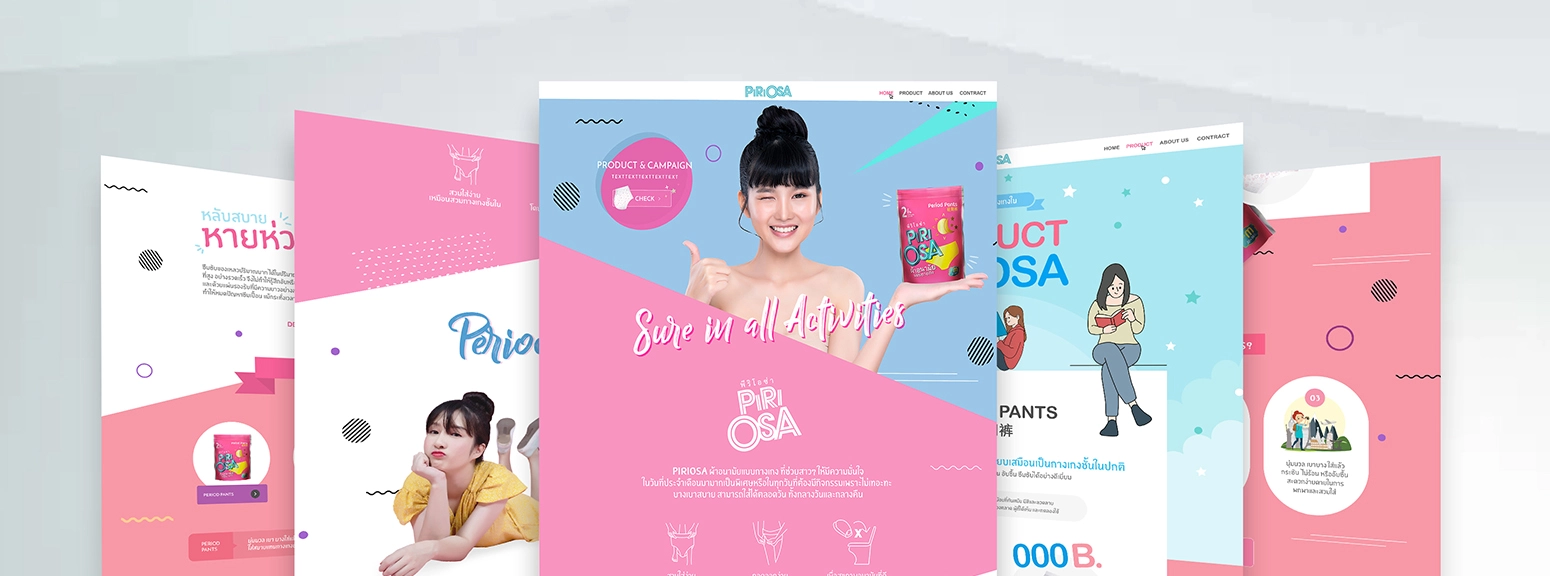 หลับสบาย
หายห่ว
PERIOD PANTS
PERIOD
PANTS
สวมใส่ง่าย
เหมือนสวมกางเกงชั้นใน
Perio
PIRIOSA
HOME PRODUCT ABOUT US CONTRACT
PRODUCT & CAMPAIGN
TEXTTEXTTEXTTEXTTEXT
CHECK
Period Pants
PIRI
OSA
Sure in all Activities
พีริโอซ่า
PIRI
OSA
PIRIOSA ผ้าอนามัยแบบกางเกง ที่ช่วยสาวๆ ให้มีความมั่นใจ
ในวันที่ประจำเดือนมามากเป็นพิเศษหรือในทุกวันที่ต้องมีกิจกรรมเพราะไม่เทอะทะ
บางเบาสบาย สามารถใส่ได้ตลอดวัน ทั้งกลางวันและกลางคืน
SA
HOME PRODUCT ABOUT US CONTRACT
UCT
OSA
PANTS
裤
แบบเสมือนเป็นกางเกงชั้นในปกติ
000 B.
S?
03
นุ่มนวล เบาบาง ใส่แล้ว
กระชับ ไม่ร้อน หรืออับชื้น
สะดวกง่ายดายในการ
พกพาและสวมใส่